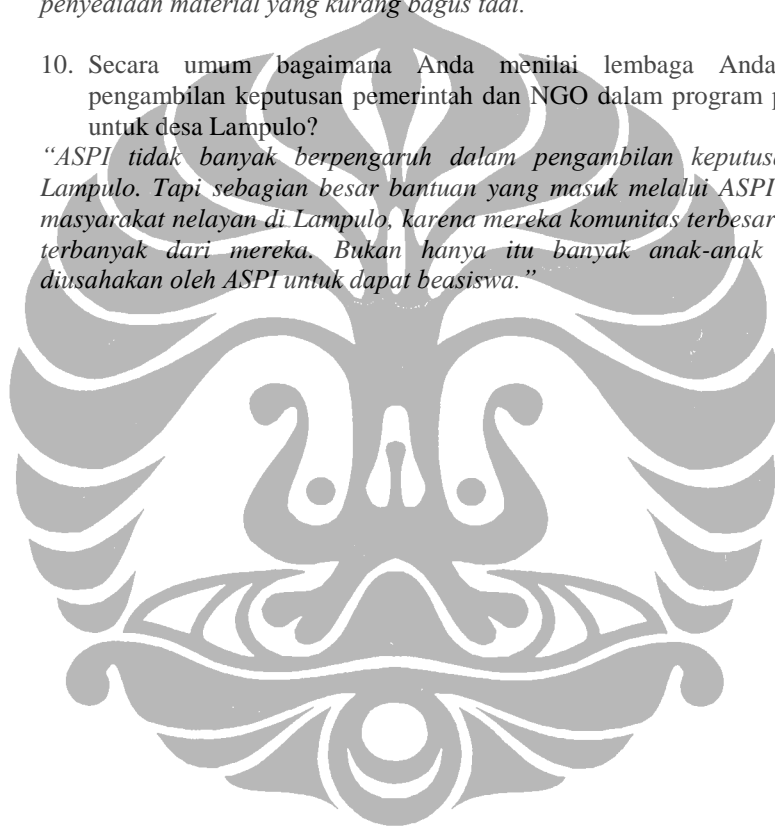 penyediaan material yang kurang bagus tadi.
10. Secara umum bagaimana Anda menilai lembaga Anda
pengambilan keputusan pemerintah dan NGO dalam program
untuk desa Lampulo?
“ASPI tidak banyak berpengaruh dalam pengambilan
Lampulo. Tapi sebagian besar bantuan yang masuk melalui ASPI
masyarakat nelayan di Lampulo, karena mereka komunitas terbesar
terbanyak dari mereka. Bukan hanya itu banyak anak-anak
diusahakan oleh ASPI untuk dapat beasiswa.”